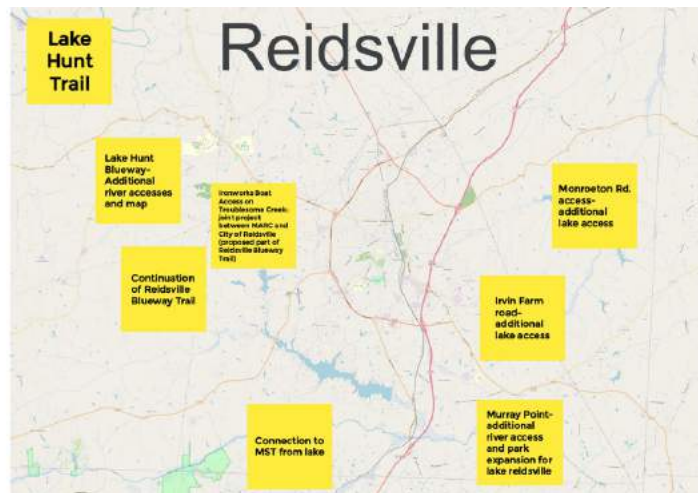 Reidsville
Lake
Hunt
Trail
Lake Hunt
Blueway-
Additional
river accesses
and map
Ironworks Boat
Access on
Troublesome Creek:
joint project
between MARC and
City of Reidsville
(proposed part of
Reidsville Blueway
Trail)
Monroeton Rd.
access-
additional
lake access
Continuation
of Reidsville
Blueway Trail
Irvin Farm
road-
additional
lake access
Connection to
MST from lake
Murray Point-
additional
river access
and park
expansion for
lake reidsville